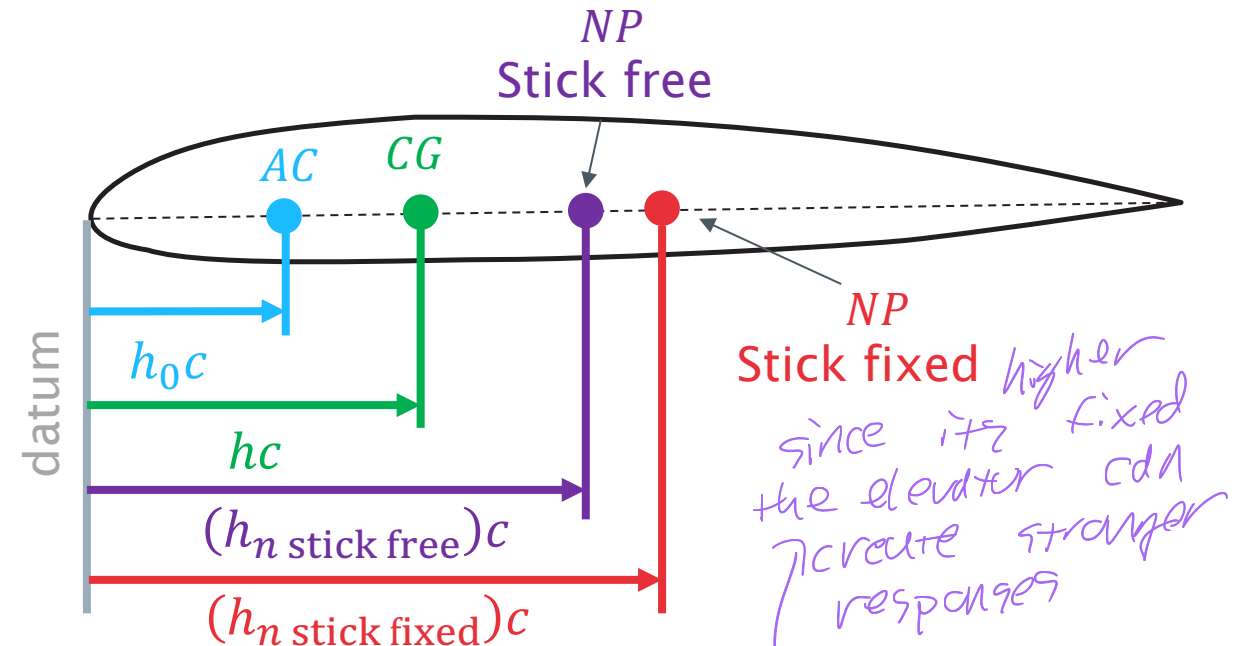 NP
Stick free
AC
CG
NP
Stick fixed
higher
since its fixed
the elevator can
create stronger
responses
datum
h₀c
hc
(hₙ stick free)c
(hₙ stick fixed)c